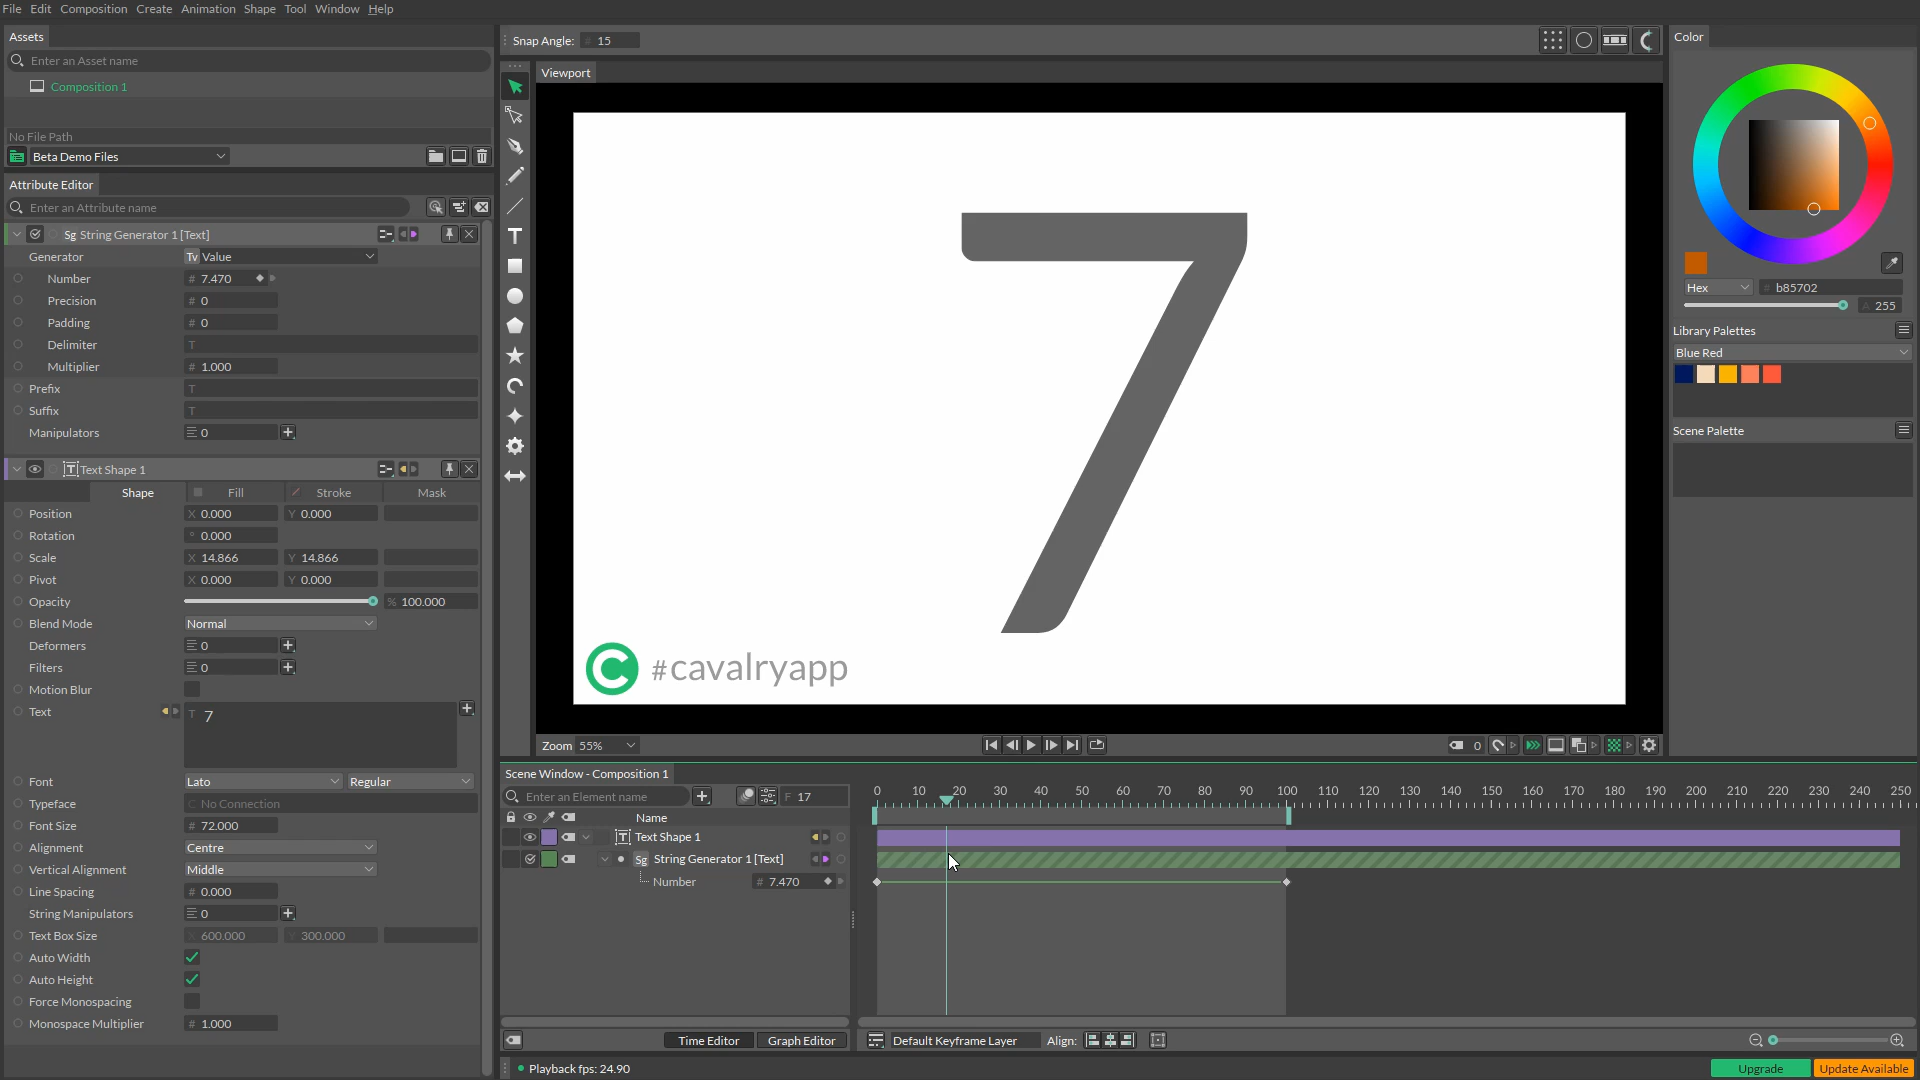 File Edit Composition Create Animation Shape Tool Window Help
Assets
Enter an Asset name
Composition 1
No File Path
Beta Demo Files
Attribute Editor
Enter an Attribute name
Sg String Generator 1 [Text]
Generator Tv Value
Number # 7.470
Precision # 0
Padding # 0
Delimiter T
Multiplier # 1.000
Prefix T
Suffix T
Manipulators 0
T Text Shape 1
Shape Fill Stroke Mask
Position X 0.000 Y 0.000
Rotation ° 0.000
Scale X 14.866 Y 14.866
Pivot X 0.000 Y 0.000
Opacity % 100.000
Blend Mode Normal
Deformers 0
Filters 0
Motion Blur
Text T 7
Font Lato Regular
Typeface C No Connection
Font Size # 72.000
Alignment Centre
Vertical Alignment Middle
Line Spacing # 0.000
String Manipulators 0
Text Box Size 600.000 300.000
Auto Width
Auto Height
Force Monospacing
Monospace Multiplier # 1.000
Snap Angle: 15
Viewport
7
#cavalryapp
Zoom 55%
0
Scene Window - Composition 1
Enter an Element name
F 17
0 10 20 30 40 50 60 70 80 90 100 110 120 130 140 150 160 170 180 190 200 210 220 230 240 250
Name
T Text Shape 1
Sg String Generator 1 [Text]
Number # 7.470
Time Editor Graph Editor
Default Keyframe Layer Align:
Playback fps: 24.90
Upgrade Update Available
Color
Hex # b85702
A 255
Library Palettes
Blue Red
Scene Palette